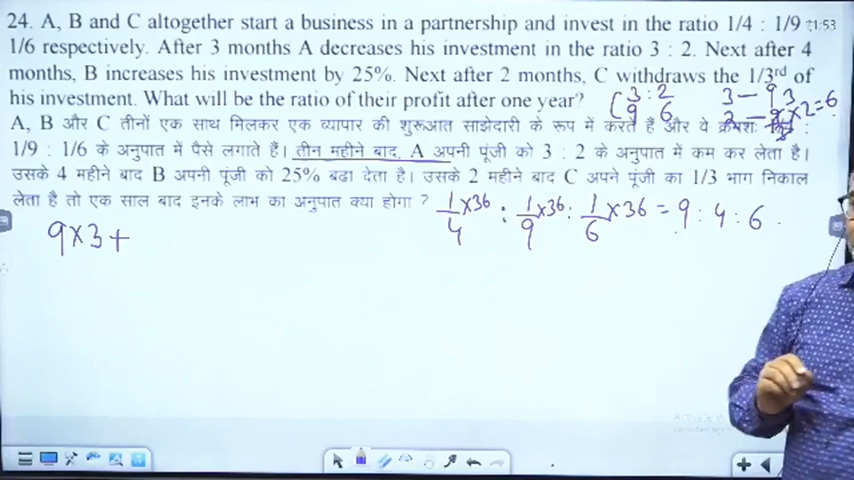 24. A, B and C altogether start a business in a partnership and invest in the ratio 1/4 : 1/9 :
1/6 respectively. After 3 months A decreases his investment in the ratio 3 : 2. Next after 4
months, B increases his investment by 25%. Next after 2 months, C withdraws the 1/3rd of
his investment. What will be the ratio of their profit after one year?
A, B और C तीनों एक साथ मिलकर एक व्यापार की शुरूआत साझेदारी के रूप में करते हैं और वे क्रमशः
1/9 : 1/6 के अनुपात में पैसे लगाते हैं। तीन महीने बाद, A अपनी पूंजी को 3 : 2 के अनुपात में कम कर लेता है।
उसके 4 महीने बाद B अपनी पूंजी को 25% बढा देता है। उसके 2 महीने बाद C अपने पूंजी का 1/3 भाग निकाल
लेता है तो एक साल बाद इनके लाभ का अनुपात क्या होगा ?
3 : 2
9 6
3 — 9
×2=6
1/4 ×36 : 1/9 ×36 : 1/6 ×36 = 9 : 4 : 6
9×3+